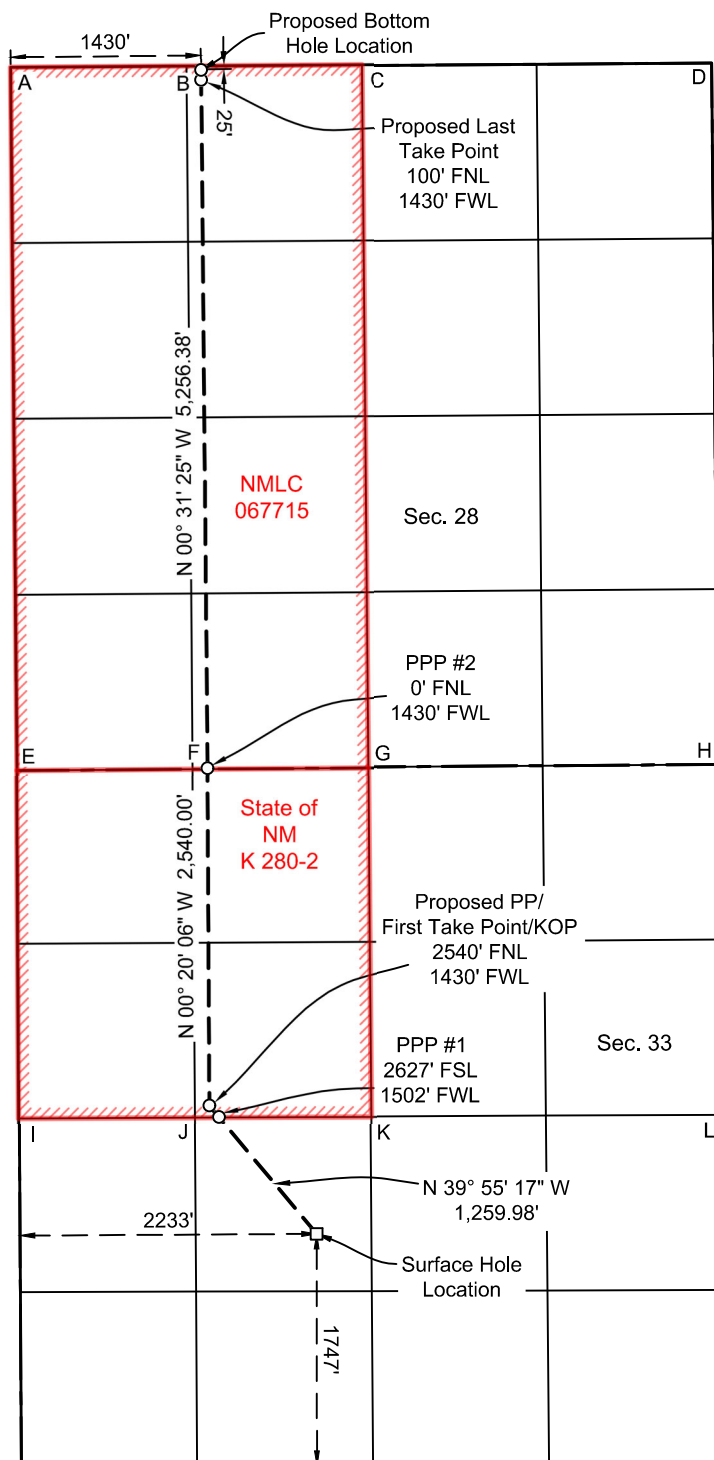 Proposed Bottom
Hole Location
1430'
A
B
C
D
25'
Proposed Last
Take Point
100' FNL
1430' FWL
N 00° 31' 25" W 5,256.38'
NMLC
067715
Sec. 28
PPP #2
0' FNL
1430' FWL
E
F
G
H
State of
NM
K 280-2
N 00° 20' 06" W 2,540.00'
Proposed PP/
First Take Point/KOP
2540' FNL
1430' FWL
Sec. 33
PPP #1
2627' FSL
1502' FWL
I
J
K
L
N 39° 55' 17" W
1,259.98'
2233'
Surface Hole
Location
1747'